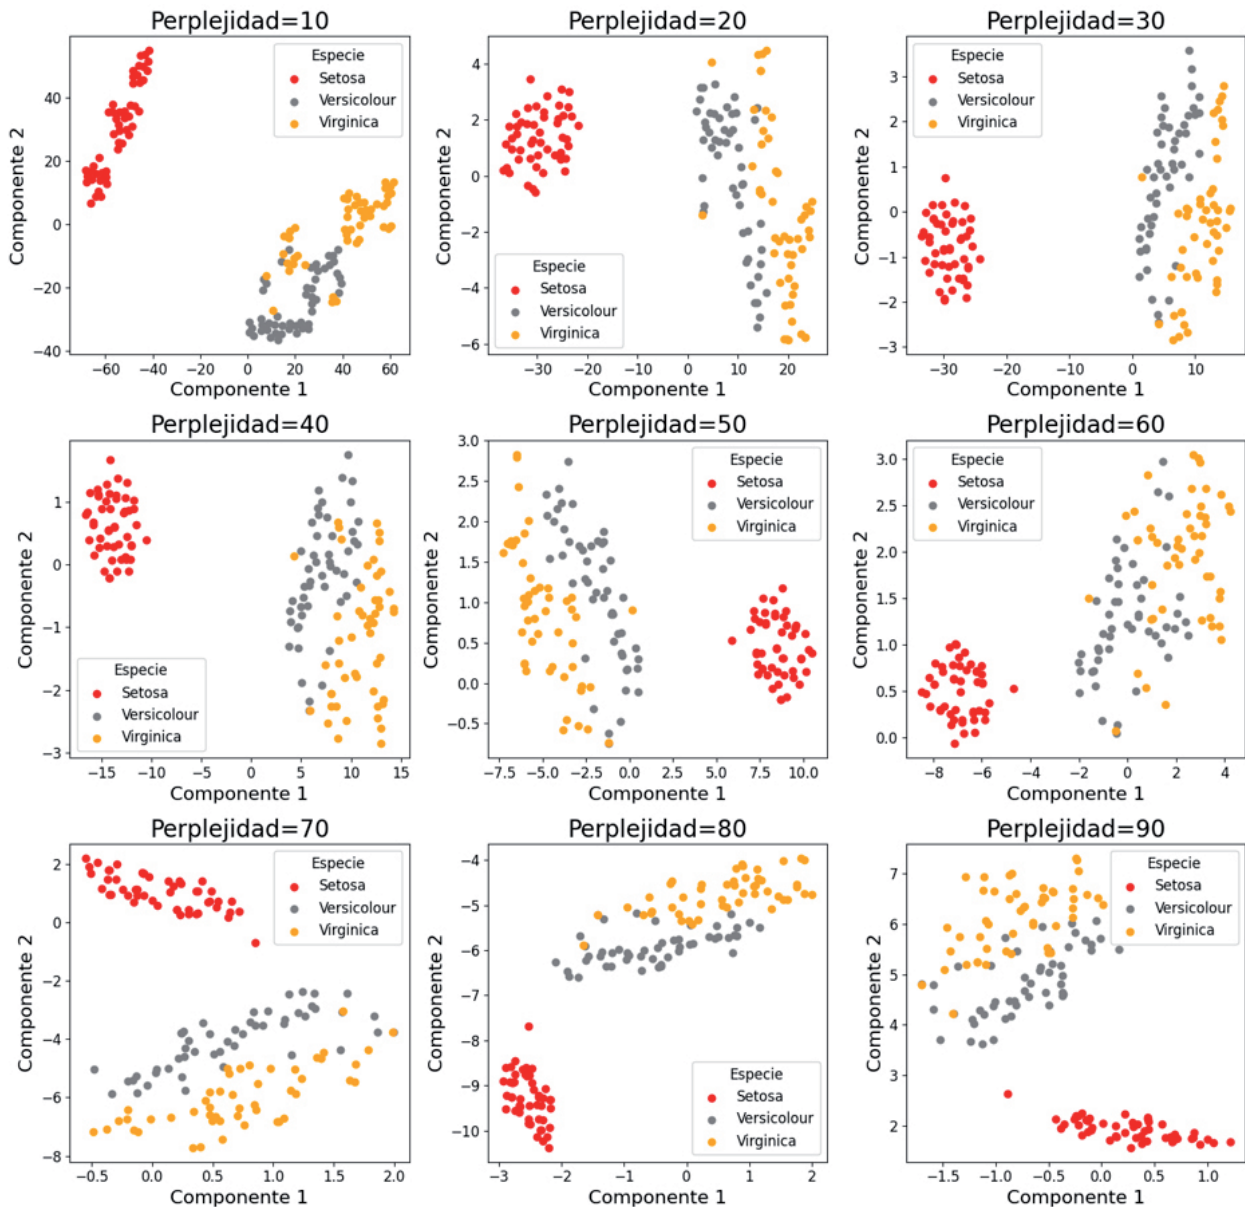 Perplejidad=10
Perplejidad=20
Perplejidad=30
Componente 2
40
20
0
−20
−40
−60 −40 −20 0 20 40 60
Componente 1
Especie
Setosa
Versicolour
Virginica
Componente 2
4
2
0
−2
−4
−6
−30 −20 −10 0 10 20
Componente 1
Especie
Setosa
Versicolour
Virginica
Componente 2
3
2
1
0
−1
−2
−3
−30 −20 −10 0 10
Componente 1
Especie
Setosa
Versicolour
Virginica
Perplejidad=40
Perplejidad=50
Perplejidad=60
Componente 2
1
0
−1
−2
−3
−15 −10 −5 0 5 10 15
Componente 1
Especie
Setosa
Versicolour
Virginica
Componente 2
3.0
2.5
2.0
1.5
1.0
0.5
0.0
−0.5
−7.5 −5.0 −2.5 0.0 2.5 5.0 7.5 10.0
Componente 1
Especie
Setosa
Versicolour
Virginica
Componente 2
3.0
2.5
2.0
1.5
1.0
0.5
0.0
−8 −6 −4 −2 0 2 4
Componente 1
Especie
Setosa
Versicolour
Virginica
Perplejidad=70
Perplejidad=80
Perplejidad=90
Componente 2
2
0
−2
−4
−6
−8
−0.5 0.0 0.5 1.0 1.5 2.0
Componente 1
Especie
Setosa
Versicolour
Virginica
Componente 2
−4
−5
−6
−7
−8
−9
−10
−3 −2 −1 0 1 2
Componente 1
Especie
Setosa
Versicolour
Virginica
Componente 2
7
6
5
4
3
2
−1.5 −1.0 −0.5 0.0 0.5 1.0
Componente 1
Especie
Setosa
Versicolour
Virginica